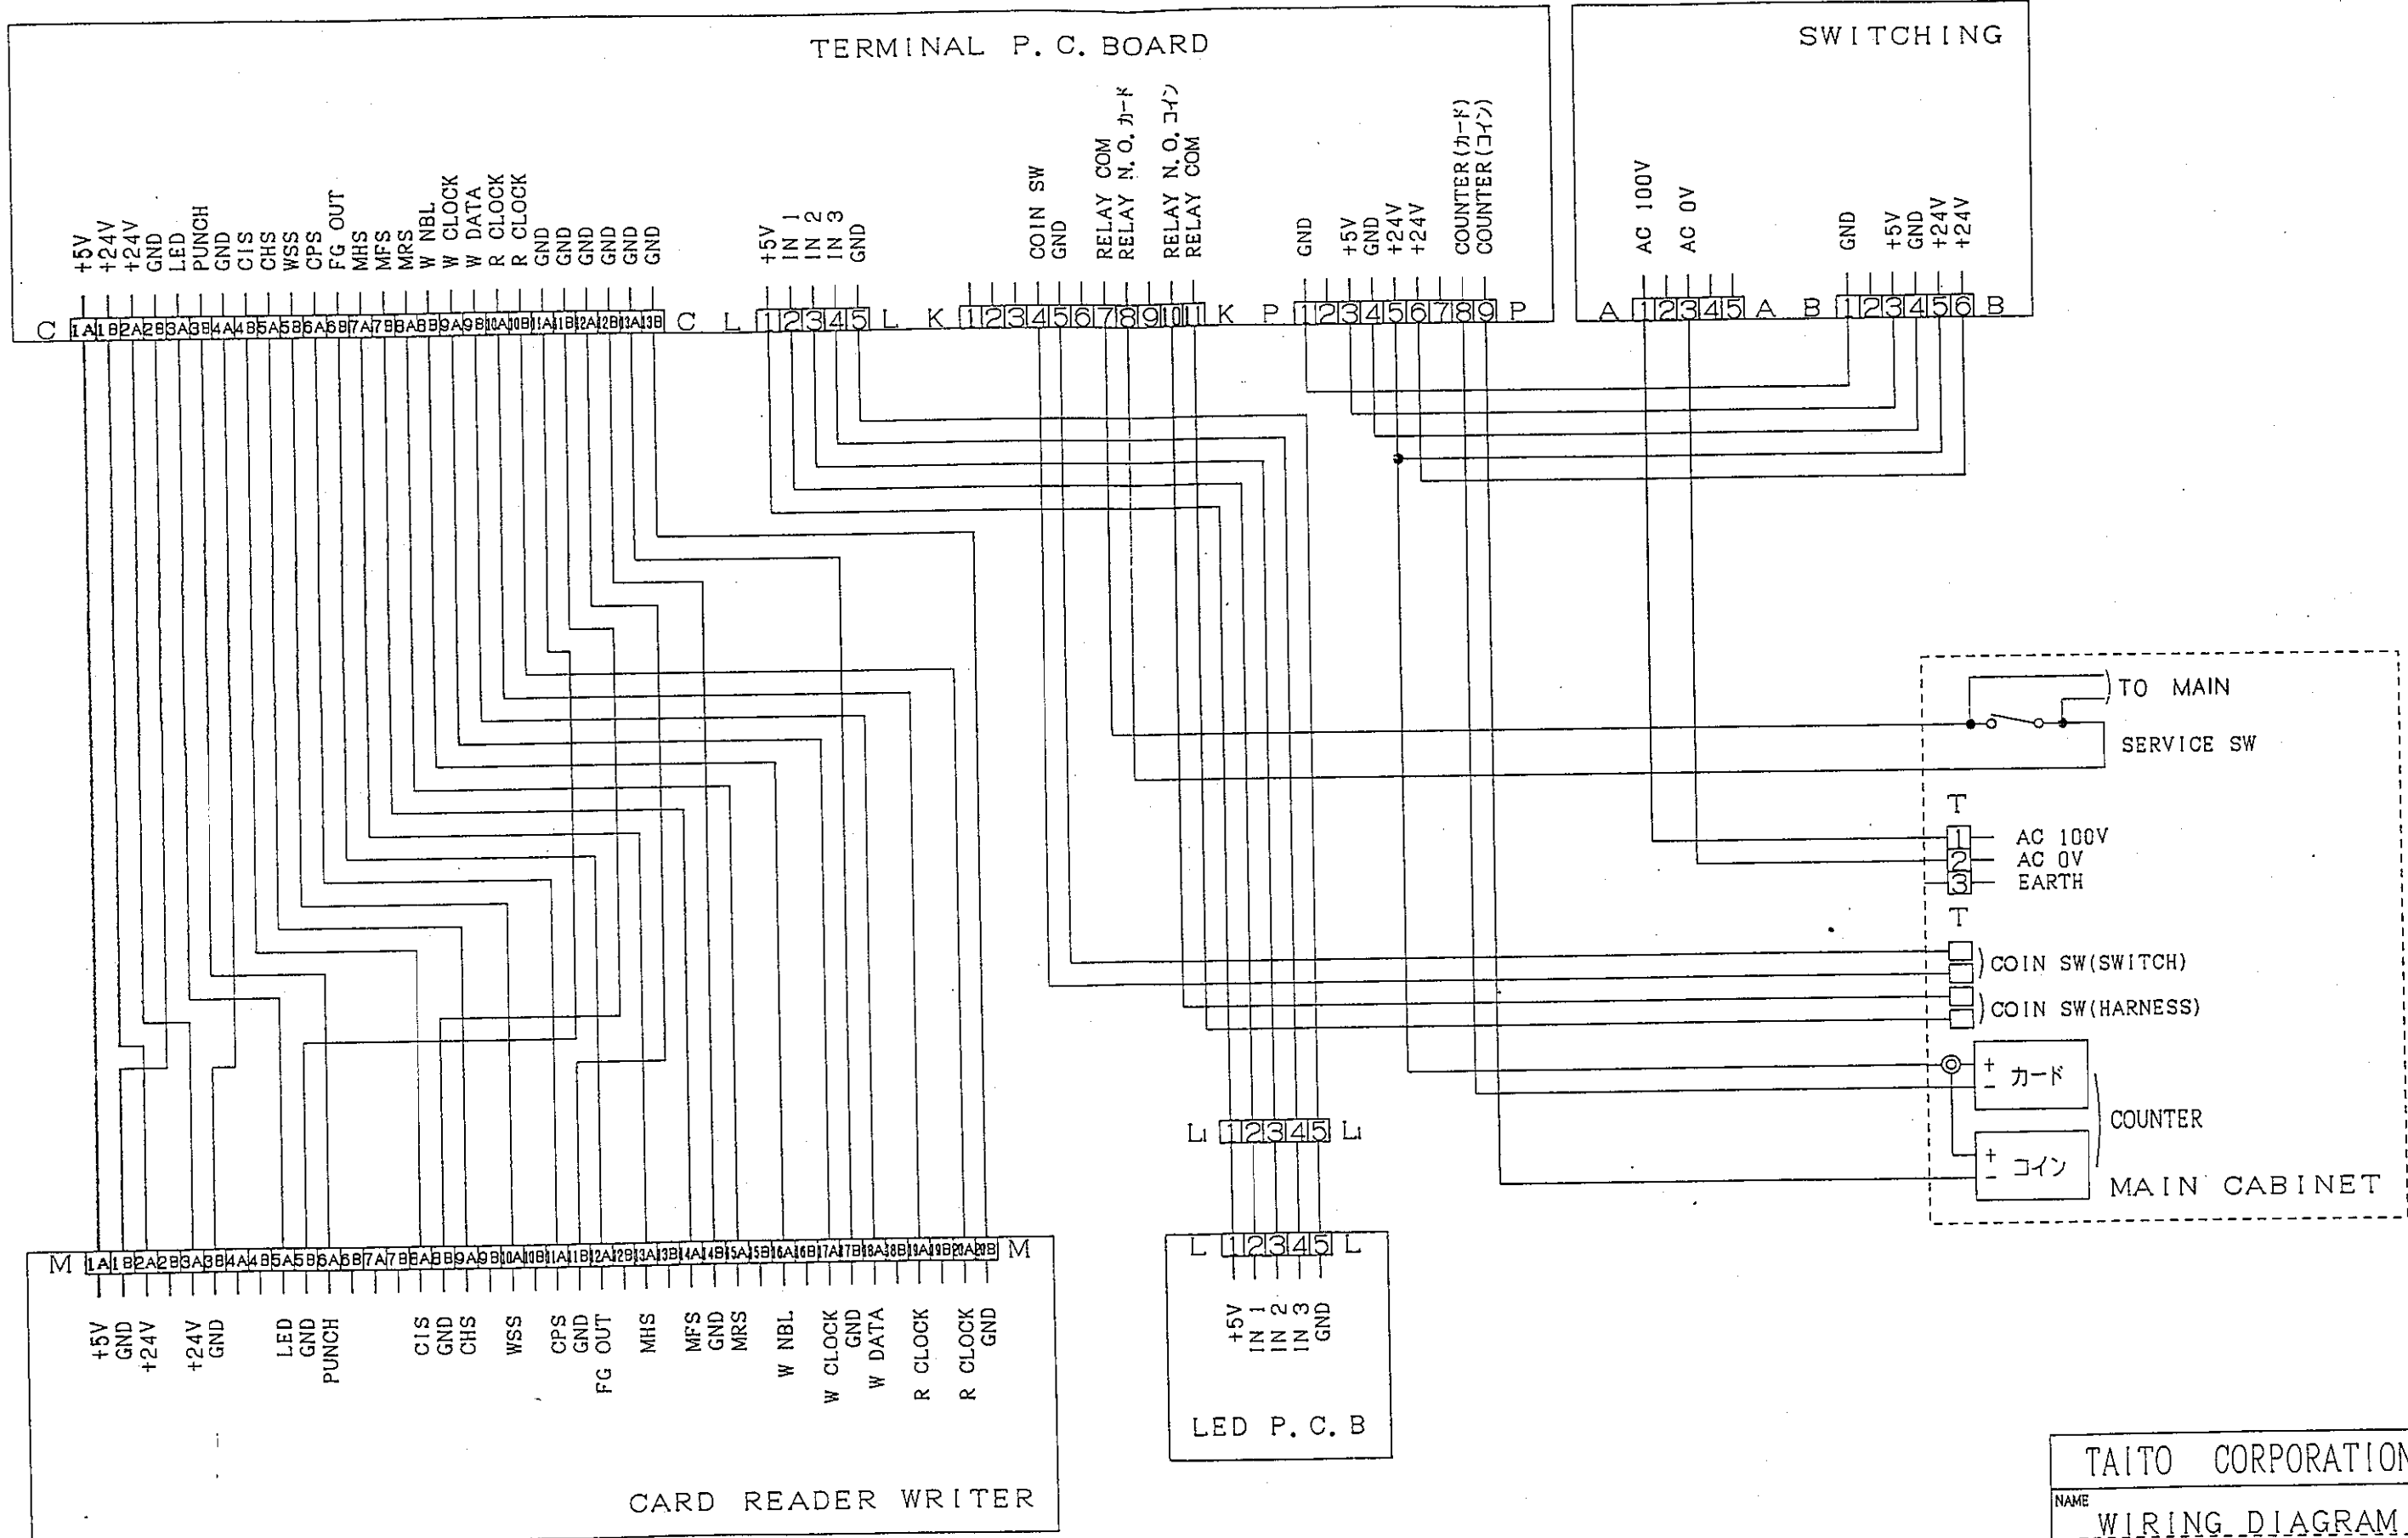 TERMINAL P. C. BOARD
SWITCHING
+5V
+24V
+24V
GND
LED
PUNCH
GND
CIS
CHS
WSS
CPS
FG OUT
MHS
MFS
MRS
W NBL
W CLOCK
W DATA
R CLOCK
R CLOCK
GND
GND
GND
GND
GND
GND
+5V
IN 1
IN 2
IN 3
GND
COIN SW
GND
RELAY COM
RELAY N. O. カード
RELAY N. O. コイン
RELAY COM
GND
+5V
GND
+24V
+24V
COUNTER(カード)
COUNTER(コイン)
AC 100V
AC 0V
GND
+5V
GND
+24V
+24V
C 1A 1B 2A 2B 3A 3B 4A 4B 5A 5B 6A 6B 7A 7B 8A 8B 9A 9B 10A 10B 11A 11B 12A 12B 13A 13B C
L 1 2 3 4 5 L
K 1 2 3 4 5 6 7 8 9 10 11 K
P 1 2 3 4 5 6 7 8 9 P
A 1 2 3 4 5 A
B 1 2 3 4 5 6 B
TO MAIN
SERVICE SW
T
1 AC 100V
2 AC 0V
3 EARTH
T
COIN SW(SWITCH)
COIN SW(HARNESS)
+ カード
−
COUNTER
+ コイン
−
MAIN CABINET
L1 1 2 3 4 5 L1
L 1 2 3 4 5 L
+5V
IN 1
IN 2
IN 3
GND
LED P. C. B
M 1A 1B 2A 2B 3A 3B 4A 4B 5A 5B 6A 6B 7A 7B 8A 8B 9A 9B 10A 10B 11A 11B 12A 12B 13A 13B 14A 14B 15A 15B 16A 16B 17A 17B 18A 18B 19A 19B 20A 20B M
+5V
GND
+24V
+24V
GND
LED
GND
PUNCH
CIS
GND
CHS
WSS
CPS
GND
FG OUT
MHS
MFS
GND
MRS
W NBL
W CLOCK
GND
W DATA
R CLOCK
R CLOCK
GND
CARD READER WRITER
TAITO CORPORATION
NAME
WIRING DIAGRAM